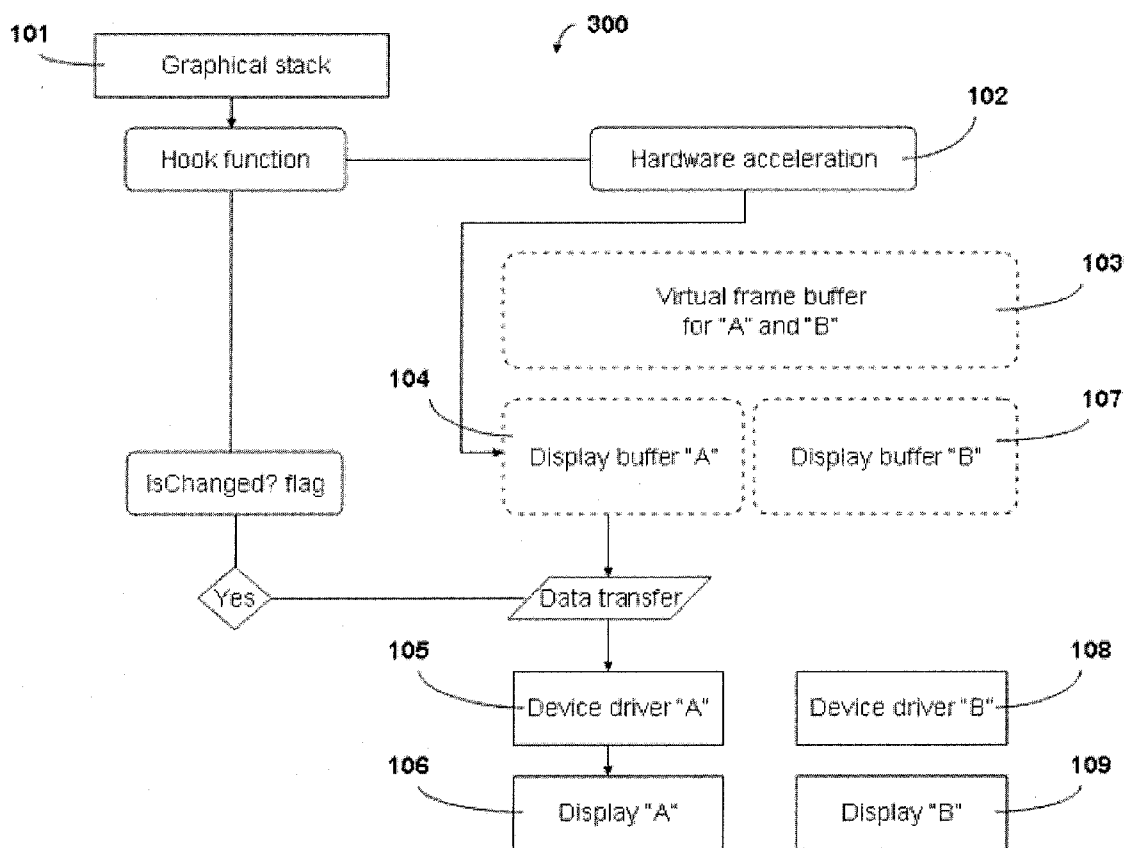 300
101
Graphical stack
102
Hook function
Hardware acceleration
103
Virtual frame buffer
for "A" and "B"
104
107
Display buffer "A"
Display buffer "B"
IsChanged? flag
Yes
Data transfer
105
108
Device driver "A"
Device driver "B"
106
109
Display "A"
Display "B"